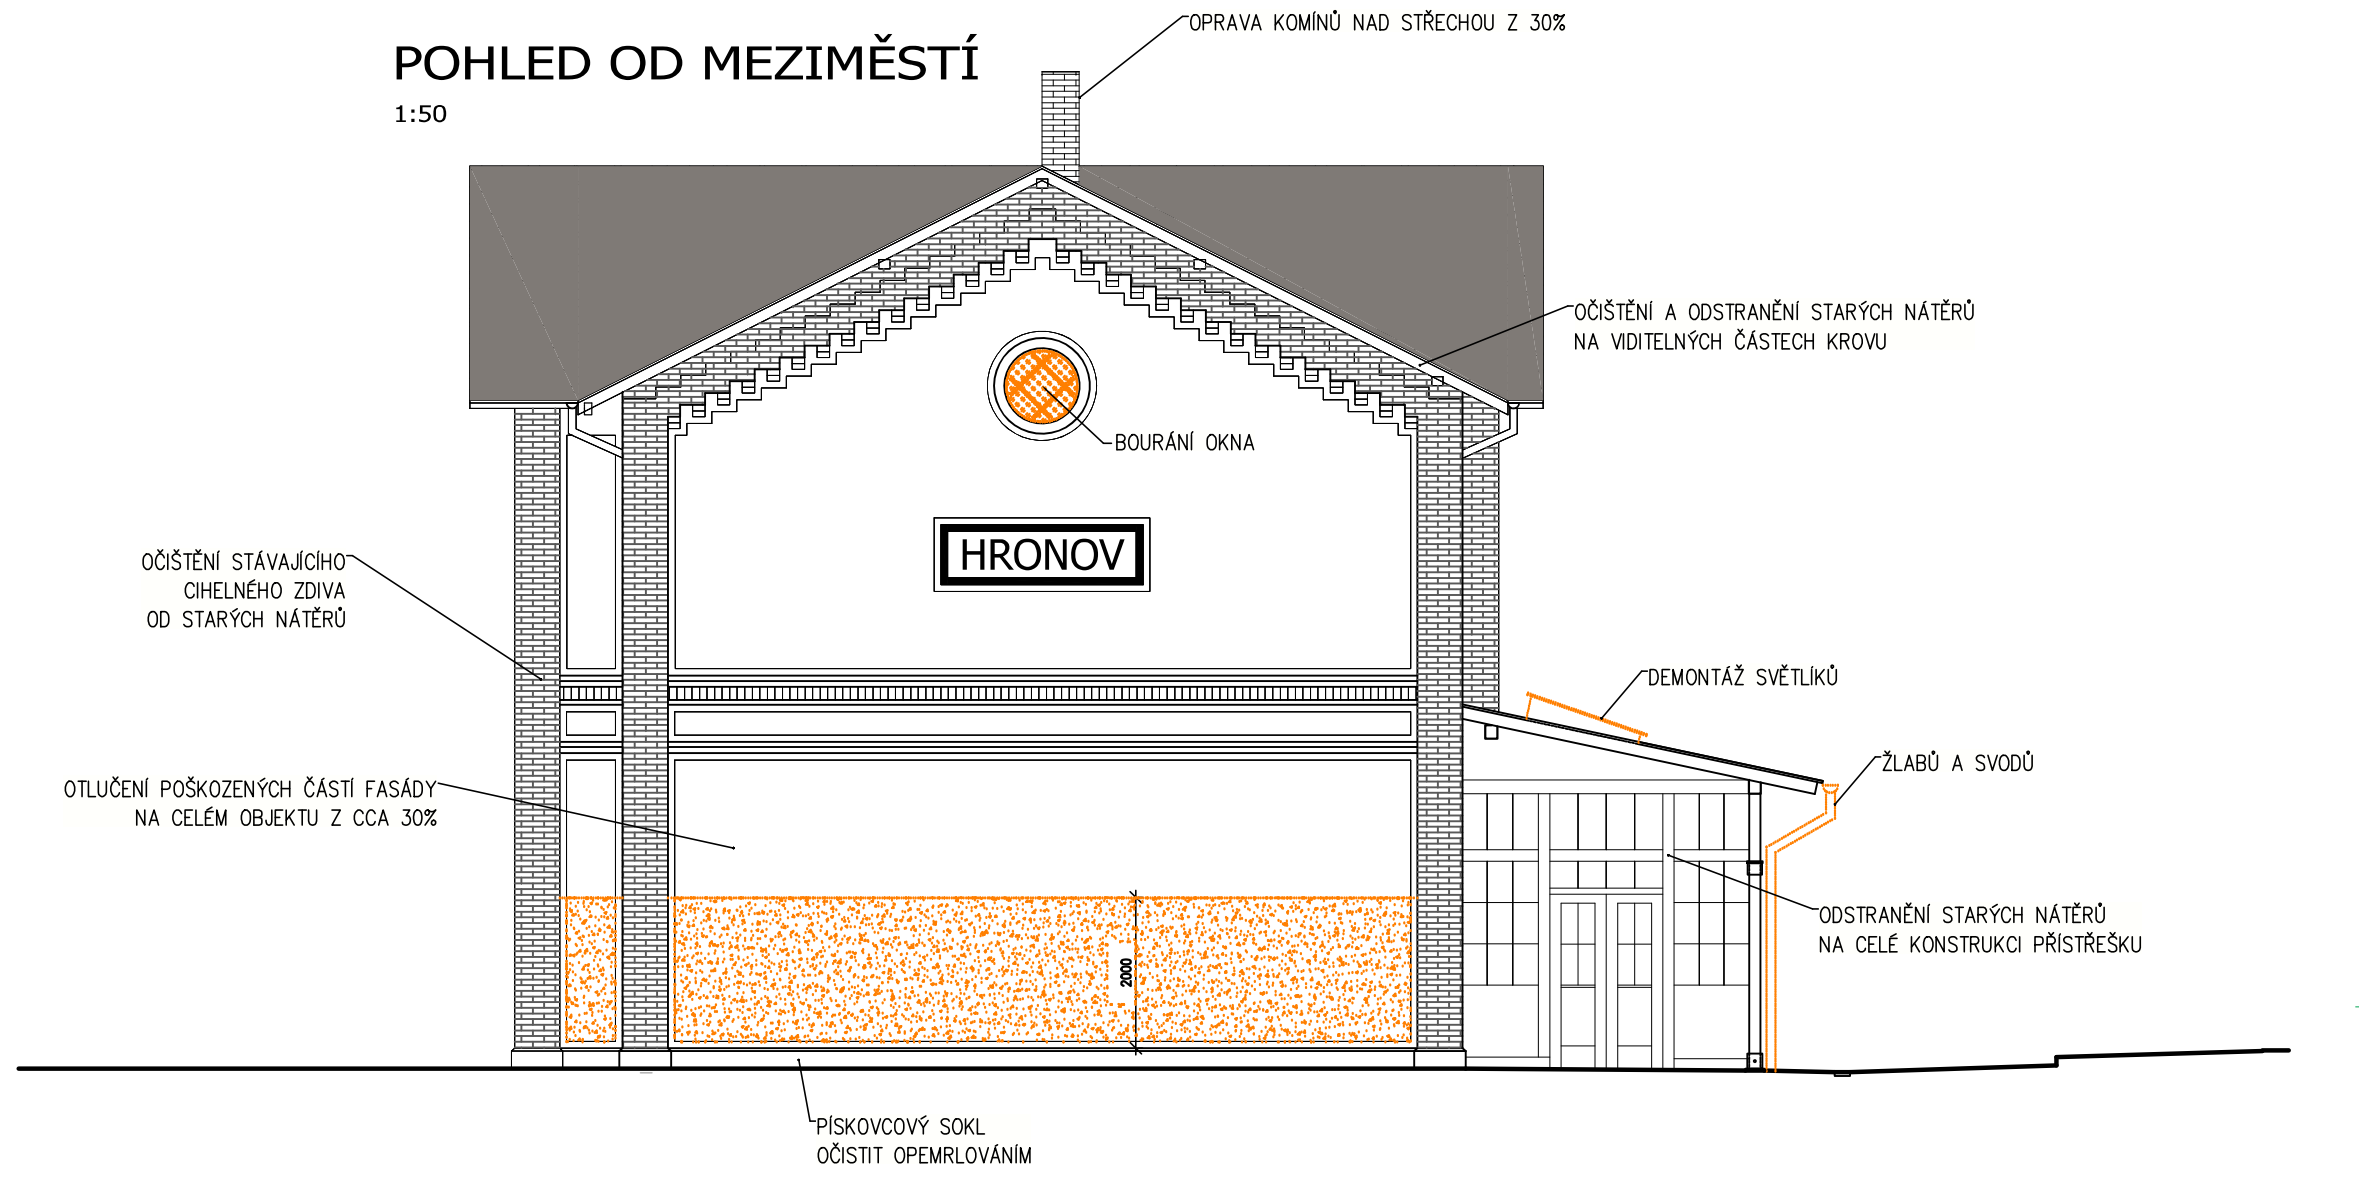 OPRAVA KOMÍNŮ NAD STŘECHOU Z 30%
POHLED OD MEZIMĚSTÍ
1:50
OČIŠTĚNÍ A ODSTRANĚNÍ STARÝCH NÁTĚRŮ
NA VIDITELNÝCH ČÁSTECH KROVU
BOURÁNÍ OKNA
HRONOV
OČIŠTĚNÍ STÁVAJÍCÍHO
CIHELNÉHO ZDIVA
OD STARÝCH NÁTĚRŮ
DEMONTÁŽ SVĚTLÍKŮ
ŽLABŮ A SVODŮ
OTLUČENÍ POŠKOZENÝCH ČÁSTÍ FASÁDY
NA CELÉM OBJEKTU Z CCA 30%
2000
ODSTRANĚNÍ STARÝCH NÁTĚRŮ
NA CELÉ KONSTRUKCI PŘÍSTŘEŠKU
PÍSKOVCOVÝ SOKL
OČISTIT OPEMRLOVÁNÍM